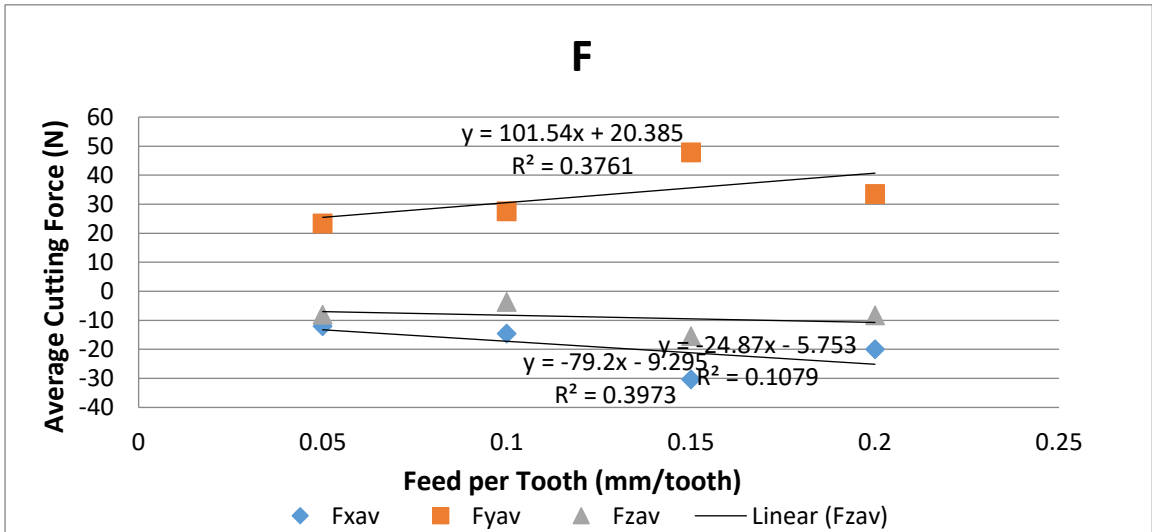 F
Average Cutting Force (N)
60
50
40
30
20
10
0
-10
-20
-30
-40
y = 101.54x + 20.385
R² = 0.3761
y = -24.87x - 5.753
R² = 0.1079
y = -79.2x - 9.295
R² = 0.3973
0 0.05 0.1 0.15 0.2 0.25
Feed per Tooth (mm/tooth)
Fxav Fyav Fzav Linear (Fzav)